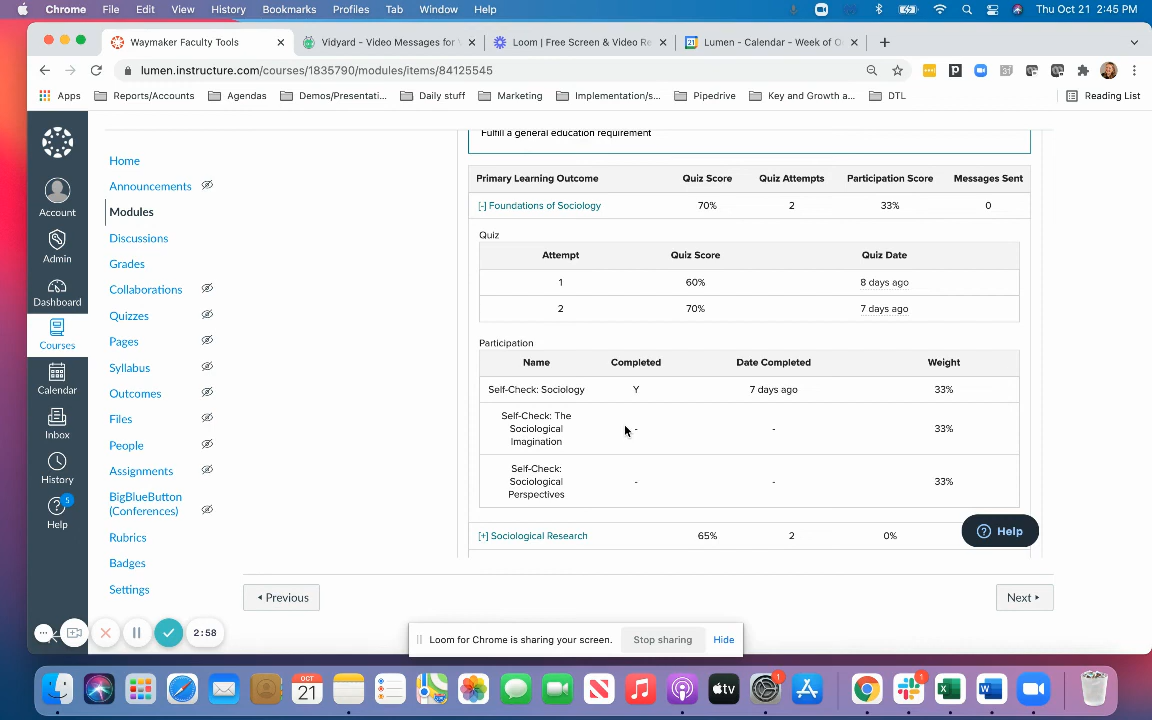 Chrome File Edit View History Bookmarks Profiles Tab Window Help
Thu Oct 21 2:45 PM
Waymaker Faculty Tools
Vidyard - Video Messages for
Loom | Free Screen & Video Re
Lumen - Calendar - Week of O
lumen.instructure.com/courses/1835790/modules/items/84125545
Apps Reports/Accounts Agendas Demos/Presentati... Daily stuff Marketing Implementation/s... Pipedrive Key and Growth a... DTL Reading List
Account
Admin
Dashboard
Courses
Calendar
Inbox
History
5
Help
Home
Announcements
Modules
Discussions
Grades
Collaborations
Quizzes
Pages
Syllabus
Outcomes
Files
People
Assignments
BigBlueButton
(Conferences)
Rubrics
Badges
Settings
Fulfill a general education requirement
Primary Learning Outcome Quiz Score Quiz Attempts Participation Score Messages Sent
[-] Foundations of Sociology 70% 2 33% 0
Quiz
Attempt Quiz Score Quiz Date
1 60% 8 days ago
2 70% 7 days ago
Participation
Name Completed Date Completed Weight
Self-Check: Sociology Y 7 days ago 33%
Self-Check: The
Sociological - - 33%
Imagination
Self-Check:
Sociological - - 33%
Perspectives
[+] Sociological Research 65% 2 0%
Help
Previous
Next
2:58
Loom for Chrome is sharing your screen. Stop sharing Hide
OCT
21
tv
1
1
X
W